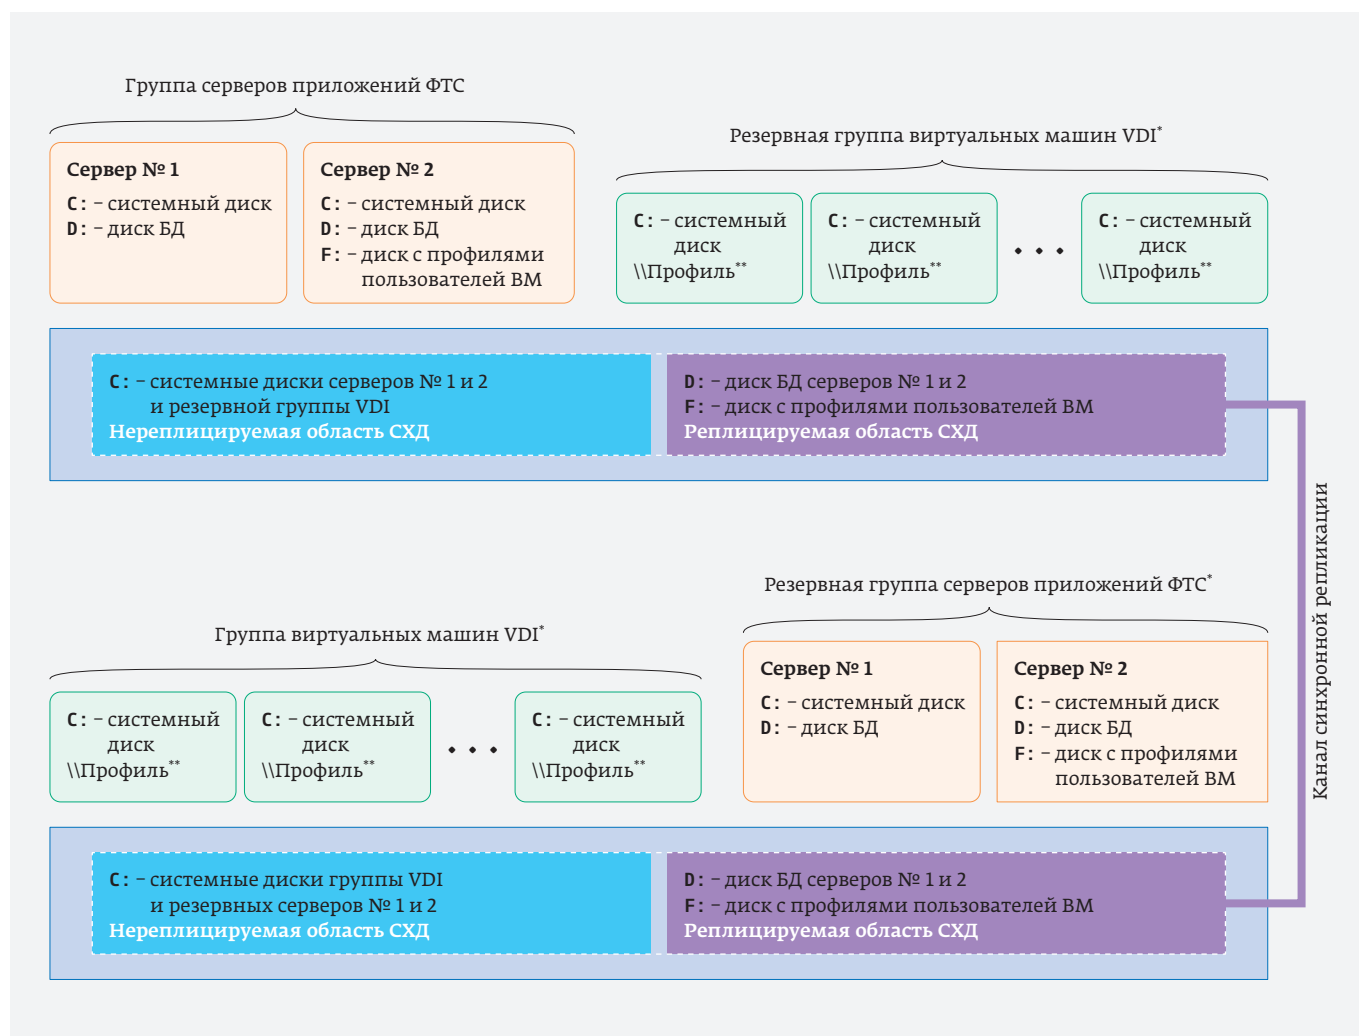 Группа серверов приложений ФТС
Сервер № 1
C: – системный диск
D: – диск БД
Сервер № 2
C: – системный диск
D: – диск БД
F: – диск с профилями
пользователей ВМ
Резервная группа виртуальных машин VDI*
C: – системный
диск
\\Профиль**
C: – системный
диск
\\Профиль**
• • •
C: – системный
диск
\\Профиль**
C: – системные диски серверов № 1 и 2
и резервной группы VDI
Нереплицируемая область СХД
D: – диск БД серверов № 1 и 2
F: – диск с профилями пользователей ВМ
Реплицируемая область СХД
Канал синхронной репликации
Группа виртуальных машин VDI*
C: – системный
диск
\\Профиль**
C: – системный
диск
\\Профиль**
• • •
C: – системный
диск
\\Профиль**
Резервная группа серверов приложений ФТС*
Сервер № 1
C: – системный диск
D: – диск БД
Сервер № 2
C: – системный диск
D: – диск БД
F: – диск с профилями
пользователей ВМ
C: – системные диски группы VDI
и резервных серверов № 1 и 2
Нереплицируемая область СХД
D: – диск БД серверов № 1 и 2
F: – диск с профилями пользователей ВМ
Реплицируемая область СХД